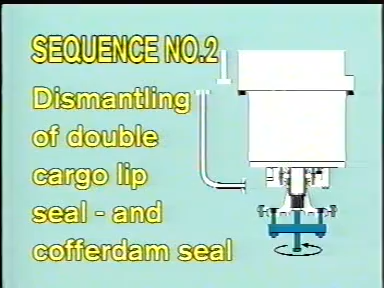 SEQUENCE NO.2
Dismantling
of double
cargo lip
seal - and
cofferdam seal